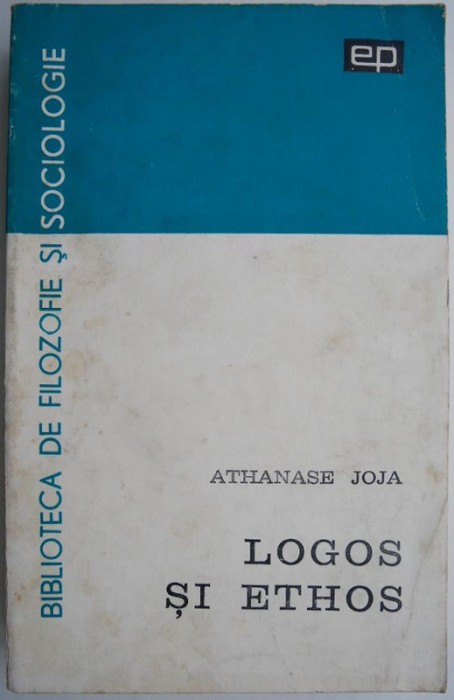 ep
BIBLIOTECA DE FILOZOFIE ȘI SOCIOLOGIE
ATHANASE JOJA
LOGOS
ȘI ETHOS